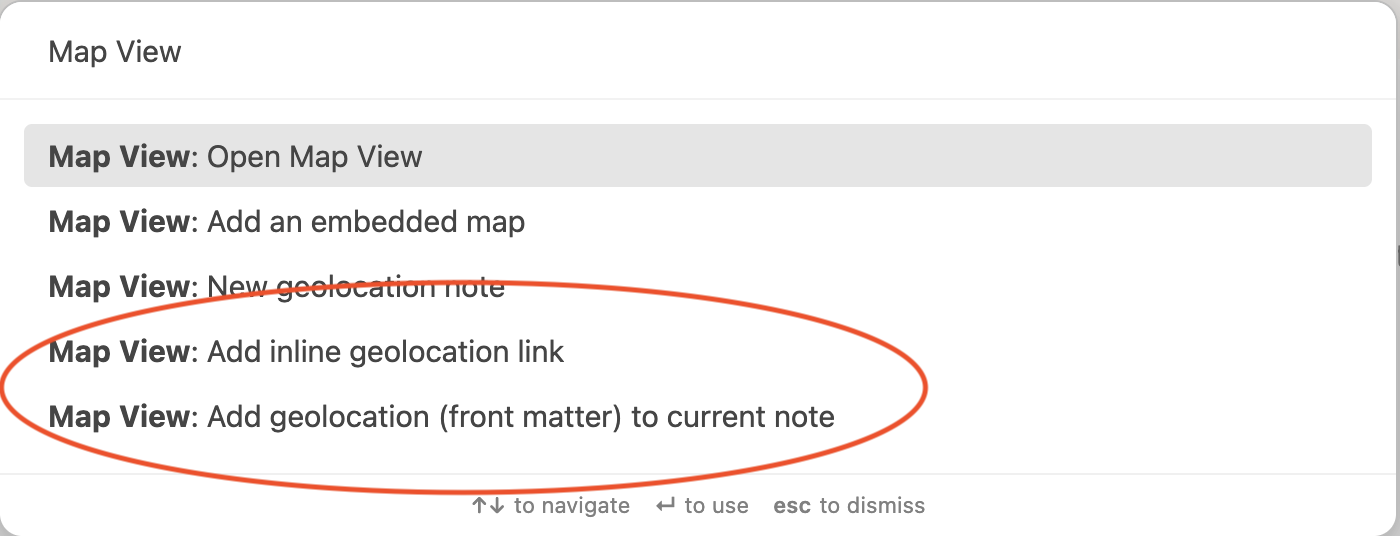 Map View
Map View: Open Map View
Map View: Add an embedded map
Map View: New geolocation note
Map View: Add inline geolocation link
Map View: Add geolocation (front matter) to current note
↑↓ to navigate ↵ to use esc to dismiss